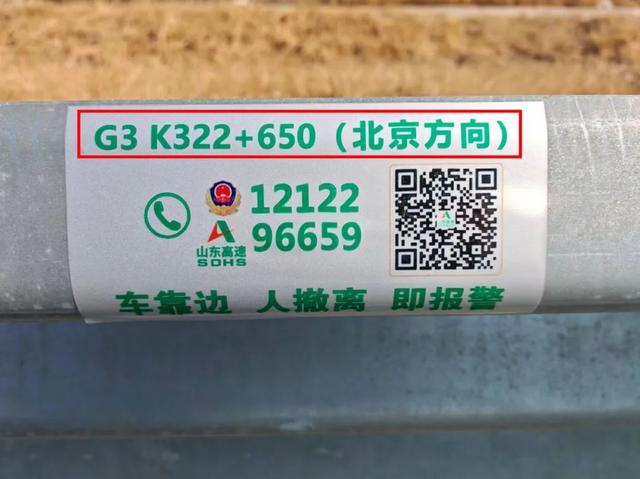 G3 K322+650（北京方向）
12122
山东高速
SDHS
96659
车靠边 人撤离 即报警